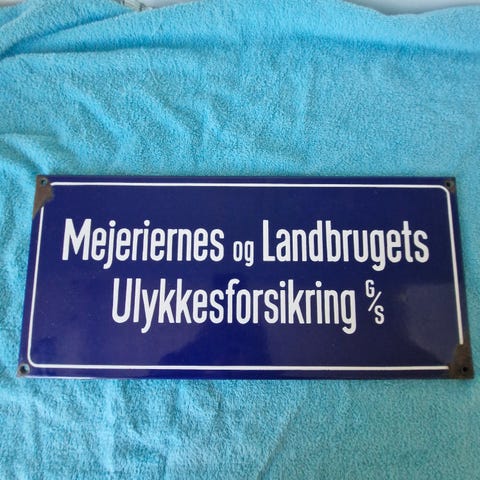 Mejeriernes og Landbrugets
Ulykkesforsikring G/S